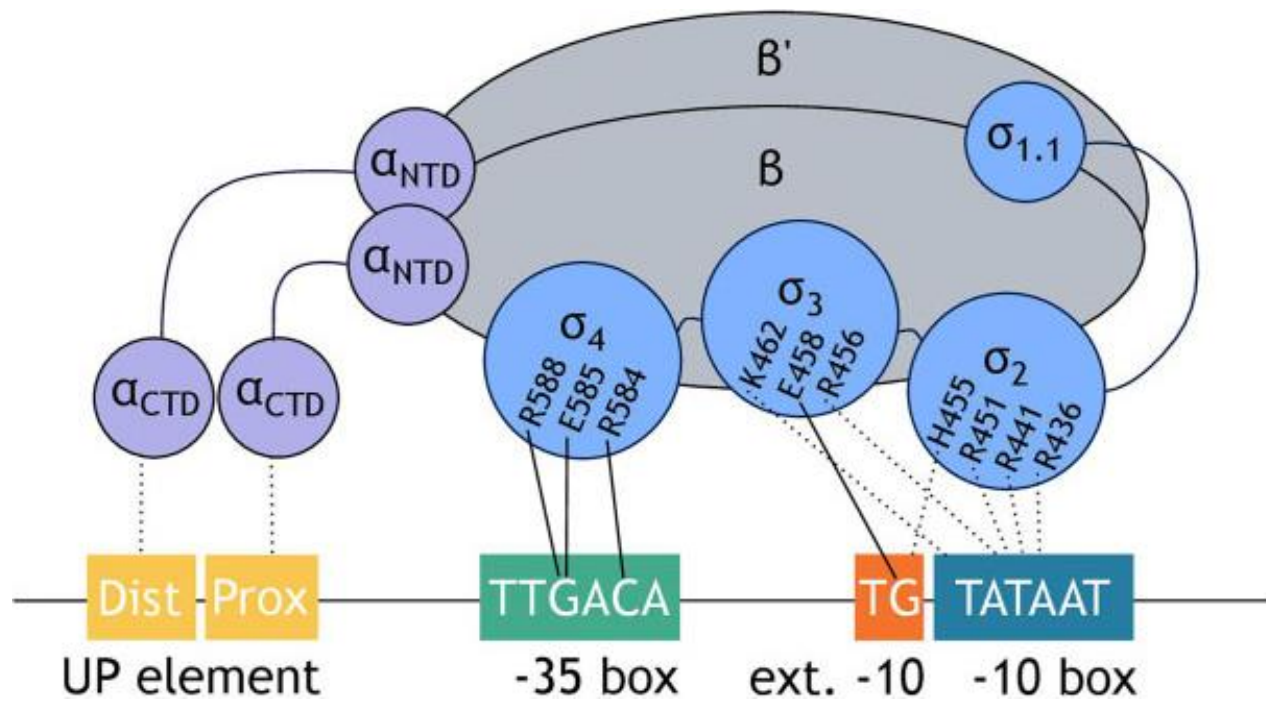 β'
σ1.1
β
αNTD
αNTD
σ4
R588
E585
R584
σ3
K462
E458
R456
σ2
H455
R451
R441
R436
αCTD
αCTD
Dist
Prox
TTGACA
TG
TATAAT
UP element
-35 box
ext. -10
-10 box